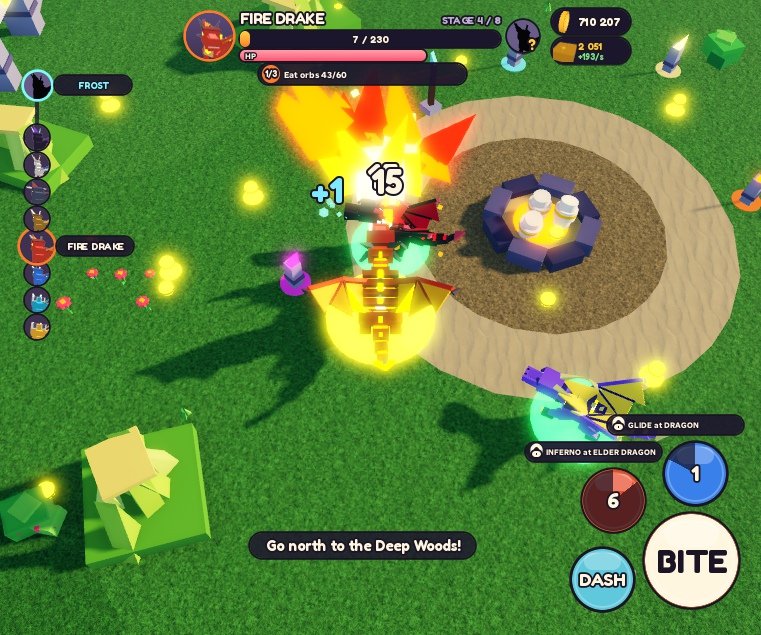 FIRE DRAKE
STAGE 4 / 8
7 / 230
HP
1/3 Eat orbs 43/60
?
710 207
2 051
+193/s
FROST
+1
15
FIRE DRAKE
GLIDE at DRAGON
INFERNO at ELDER DRAGON
1
6
Go north to the Deep Woods!
BITE
DASH